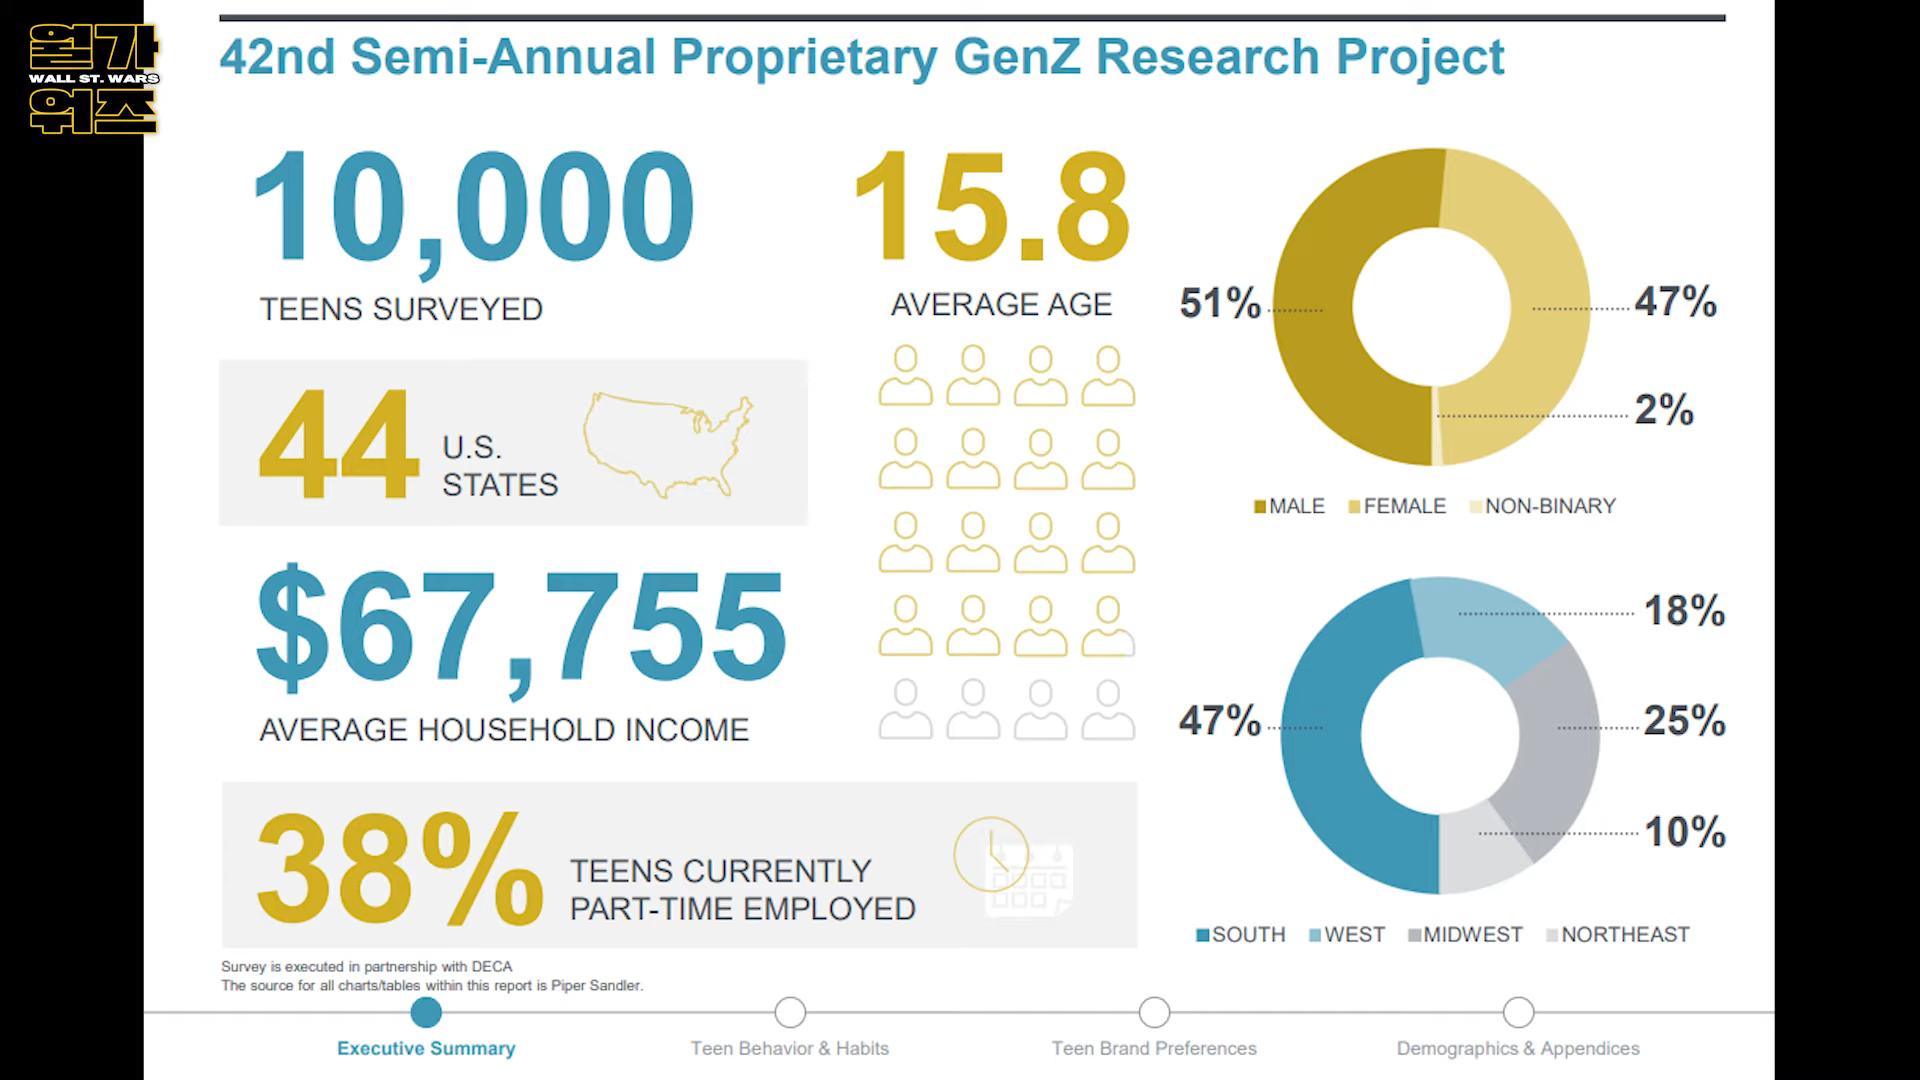 월가
WALL ST. WARS
워즈
42nd Semi-Annual Proprietary GenZ Research Project
10,000
TEENS SURVEYED
44
U.S.
STATES
$67,755
AVERAGE HOUSEHOLD INCOME
38%
TEENS CURRENTLY
PART-TIME EMPLOYED
15.8
AVERAGE AGE
51%
47%
2%
MALE FEMALE NON-BINARY
18%
47%
25%
10%
SOUTH WEST MIDWEST NORTHEAST
Survey is executed in partnership with DECA
The source for all charts/tables within this report is Piper Sandler.
Executive Summary
Teen Behavior & Habits
Teen Brand Preferences
Demographics & Appendices